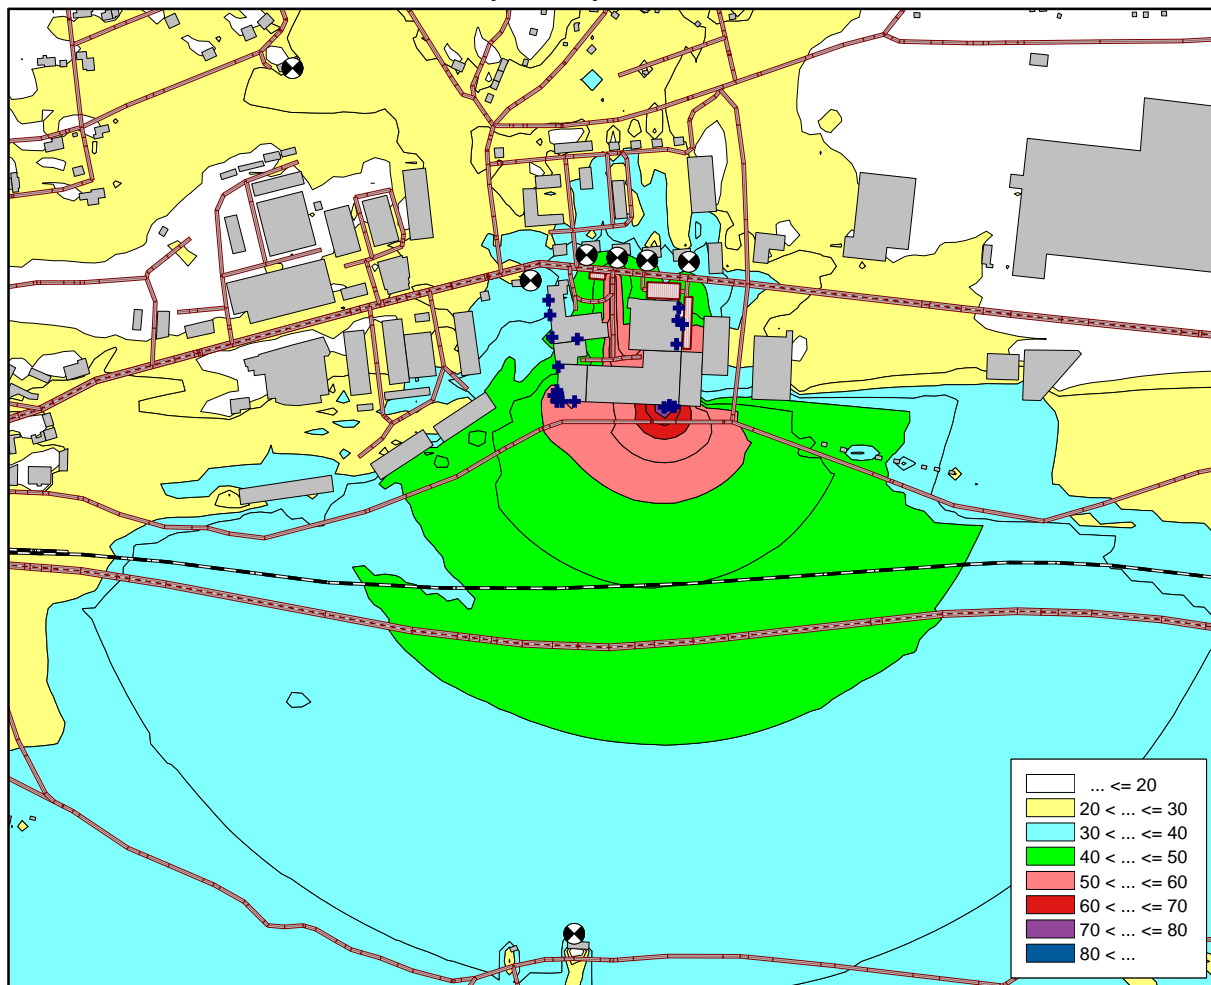 ... <= 20
20 < ... <= 30
30 < ... <= 40
40 < ... <= 50
50 < ... <= 60
60 < ... <= 70
70 < ... <= 80
80 < ...